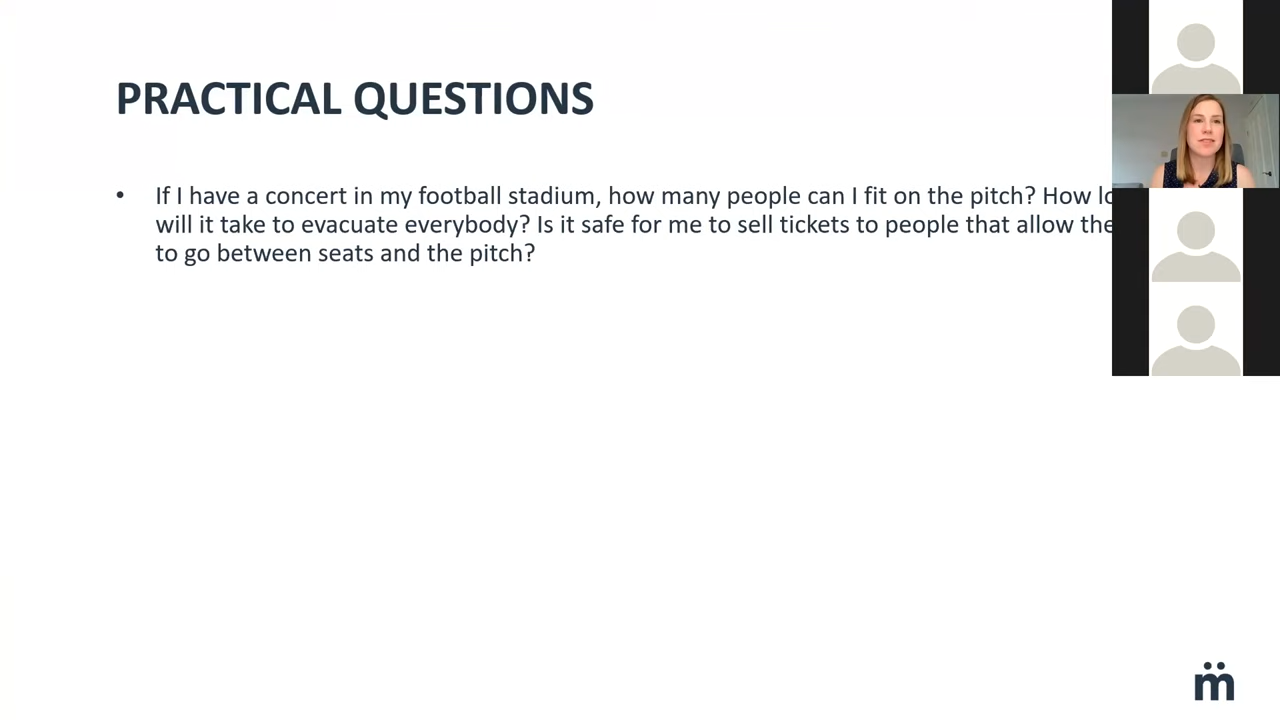 PRACTICAL QUESTIONS
• If I have a concert in my football stadium, how many people can I fit on the pitch? How
will it take to evacuate everybody? Is it safe for me to sell tickets to people that allow
to go between seats and the pitch?
m̈